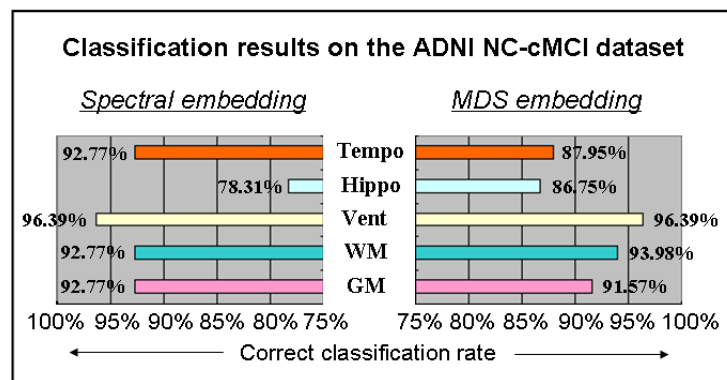 Classification results on the ADNI NC-cMCI dataset
Spectral embedding
MDS embedding
92.77% Tempo 87.95%
78.31% Hippo 86.75%
96.39% Vent 96.39%
92.77% WM 93.98%
92.77% GM 91.57%
100% 95% 90% 85% 80% 75% 75% 80% 85% 90% 95% 100%
Correct classification rate